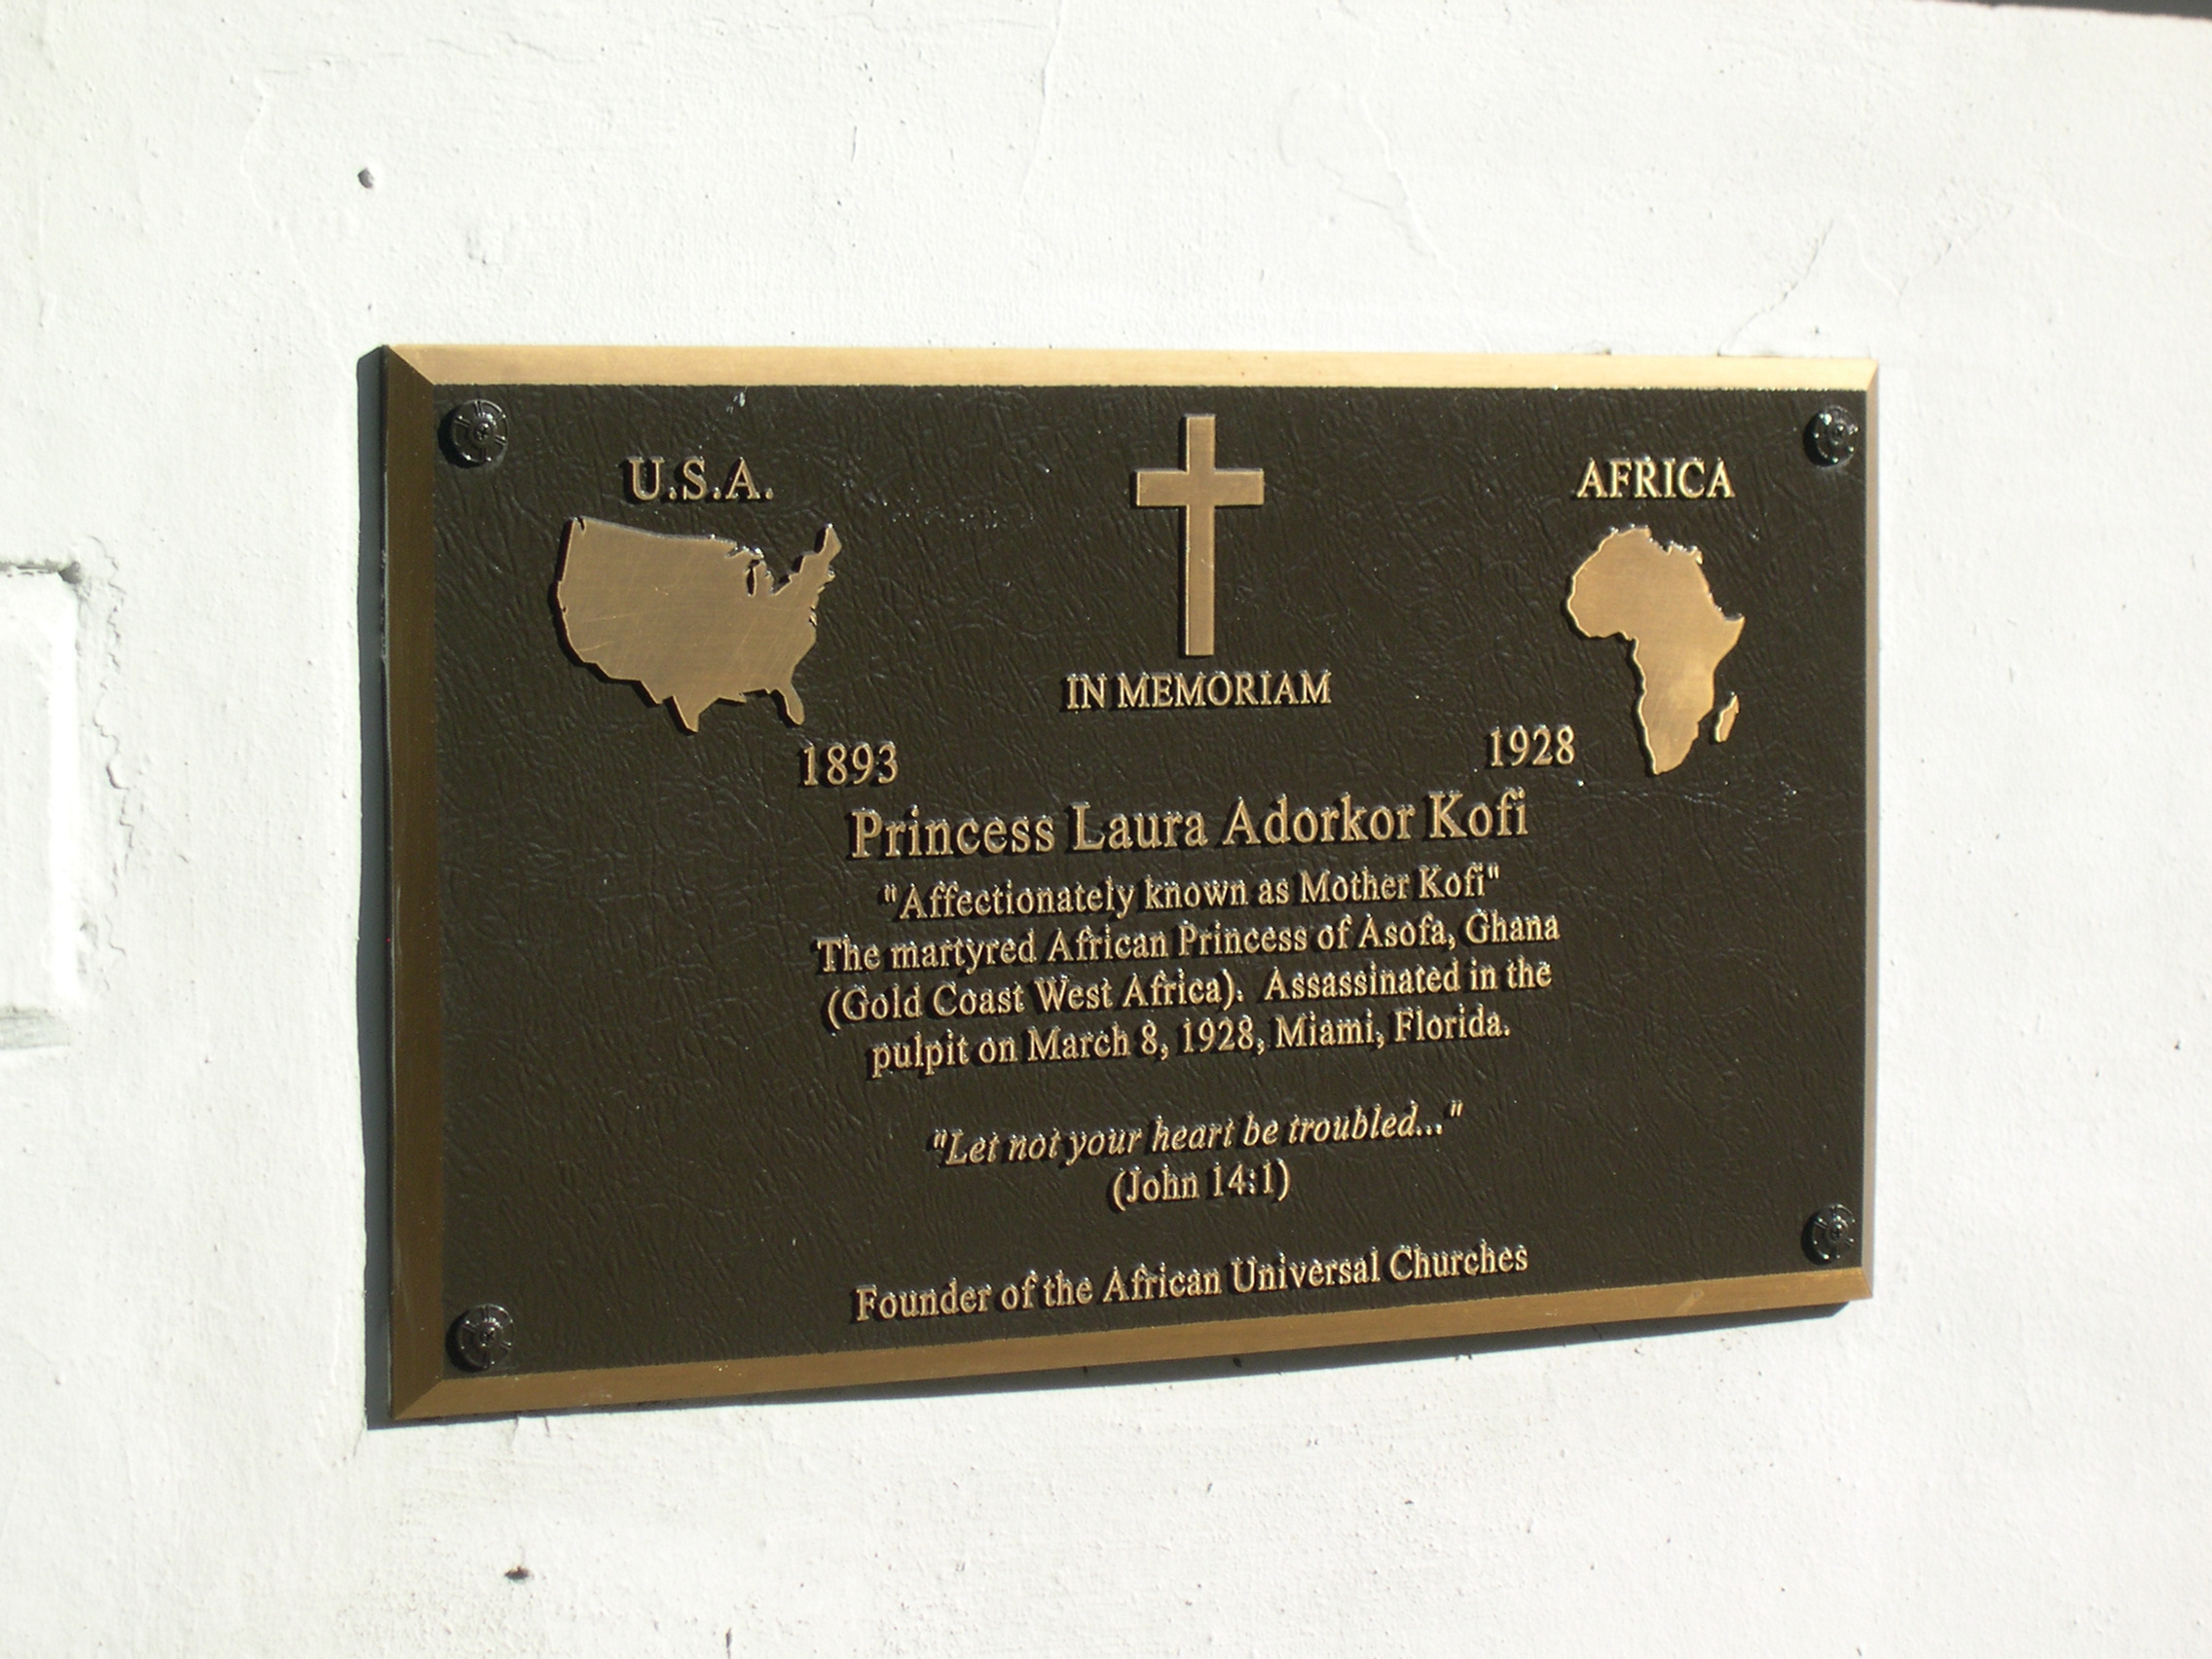 U.S.A.
AFRICA
IN MEMORIAM
1893
1928
Princess Laura Adorkor Kofi
"Affectionately known as Mother Kofi"
The martyred African Princess of Asofa, Ghana
(Gold Coast West Africa). Assassinated in the
pulpit on March 8, 1928, Miami, Florida.
"Let not your heart be troubled..."
(John 14:1)
Founder of the African Universal Churches